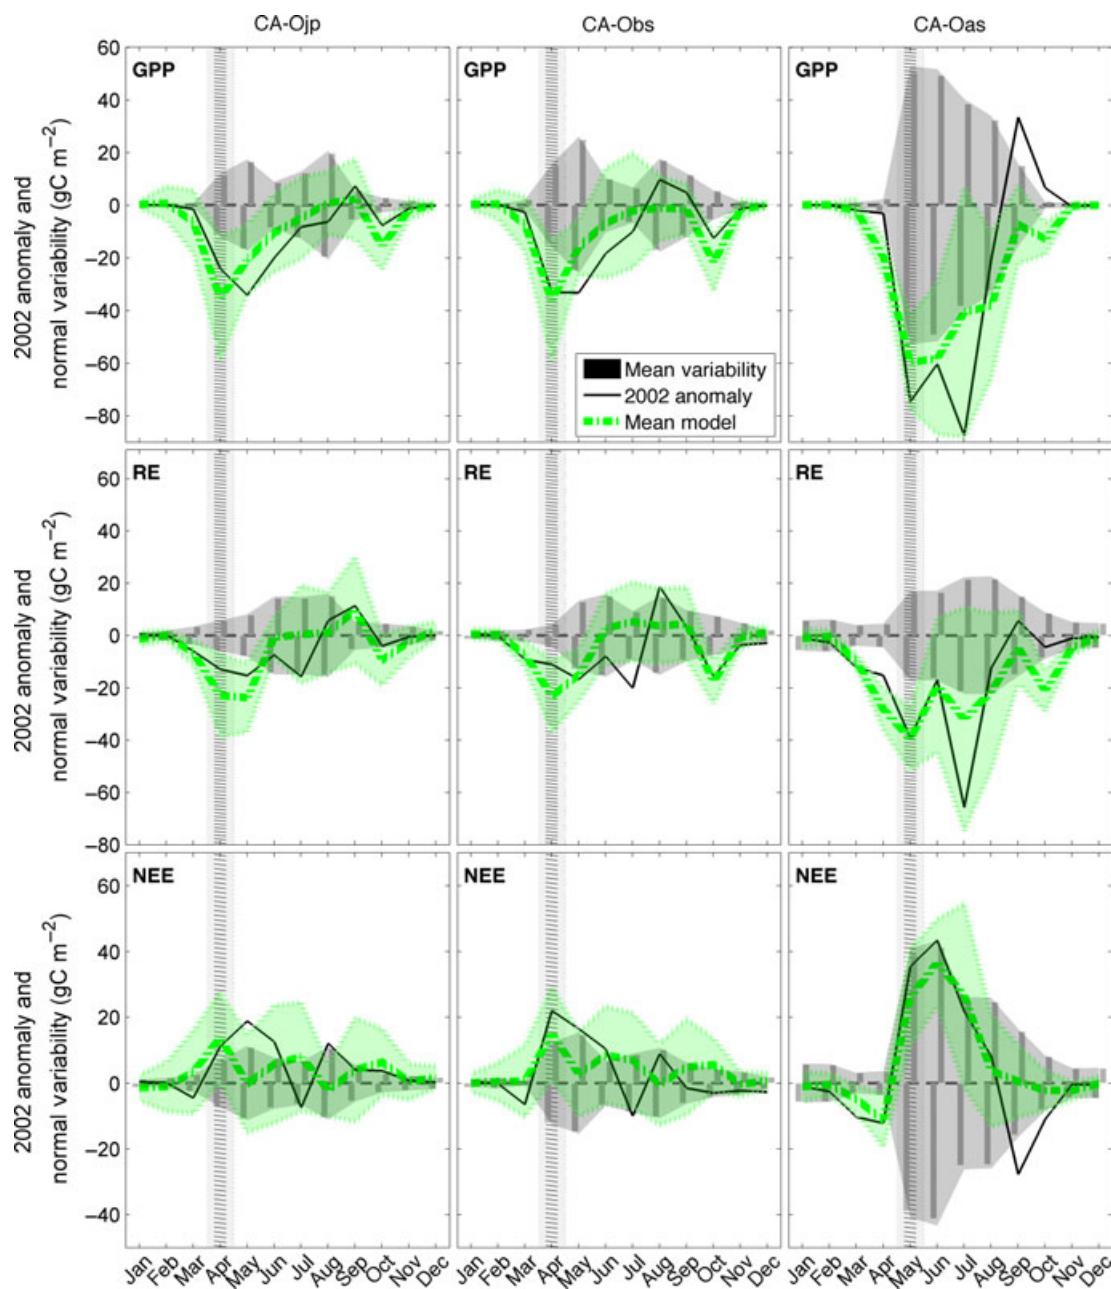 CA-Ojp CA-Obs CA-Oas
GPP GPP GPP
60
40
20
0
−20
−40
−60
−80
2002 anomaly and
normal variability (gC m−2)
Mean variability
2002 anomaly
Mean model
RE RE RE
60
40
20
0
−20
−40
−60
−80
2002 anomaly and
normal variability (gC m−2)
NEE NEE NEE
60
40
20
0
−20
−40
2002 anomaly and
normal variability (gC m−2)
Jan Feb Mar Apr May Jun Jul Aug Sep Oct Nov Dec Jan Feb Mar Apr May Jun Jul Aug Sep Oct Nov Dec Jan Feb Mar Apr May Jun Jul Aug Sep Oct Nov Dec